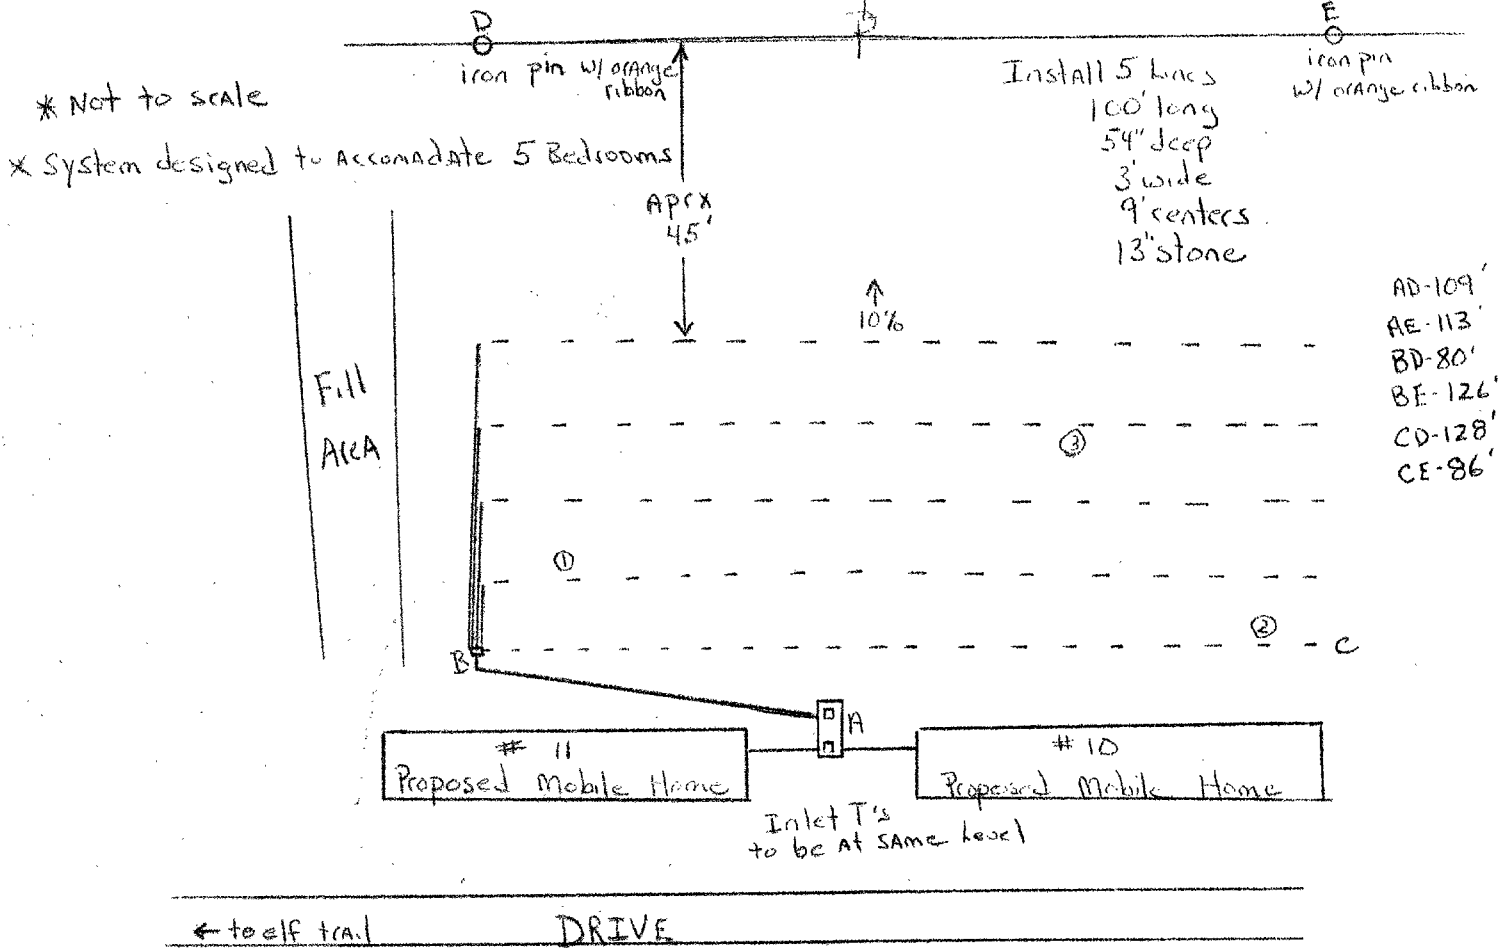 D
E
iron pin w/ orange
ribbon
iron pin
w/ orange ribbon
* Not to scale
* System designed to Accomadate 5 Bedrooms
Install 5 Lines
100' long
54" deep
3' wide
9' centers
13" stone
Aprx
45'
10%
AD-109'
AE-113'
BD-80'
BE-126'
CD-128'
CE-86'
Fill
Area
3
1
2
B
C
A
# 11
Proposed Mobile Home
# 10
Proposed Mobile Home
Inlet T's
to be At SAme Level
← to elf trail
DRIVE